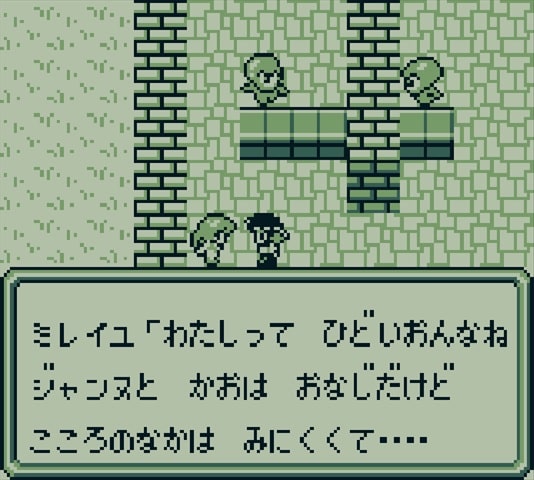 ミレイユ「わたしって　ひどいおんなね
ジャンヌと　かおは　おなじだけど
こころのなかは　みにくくて････